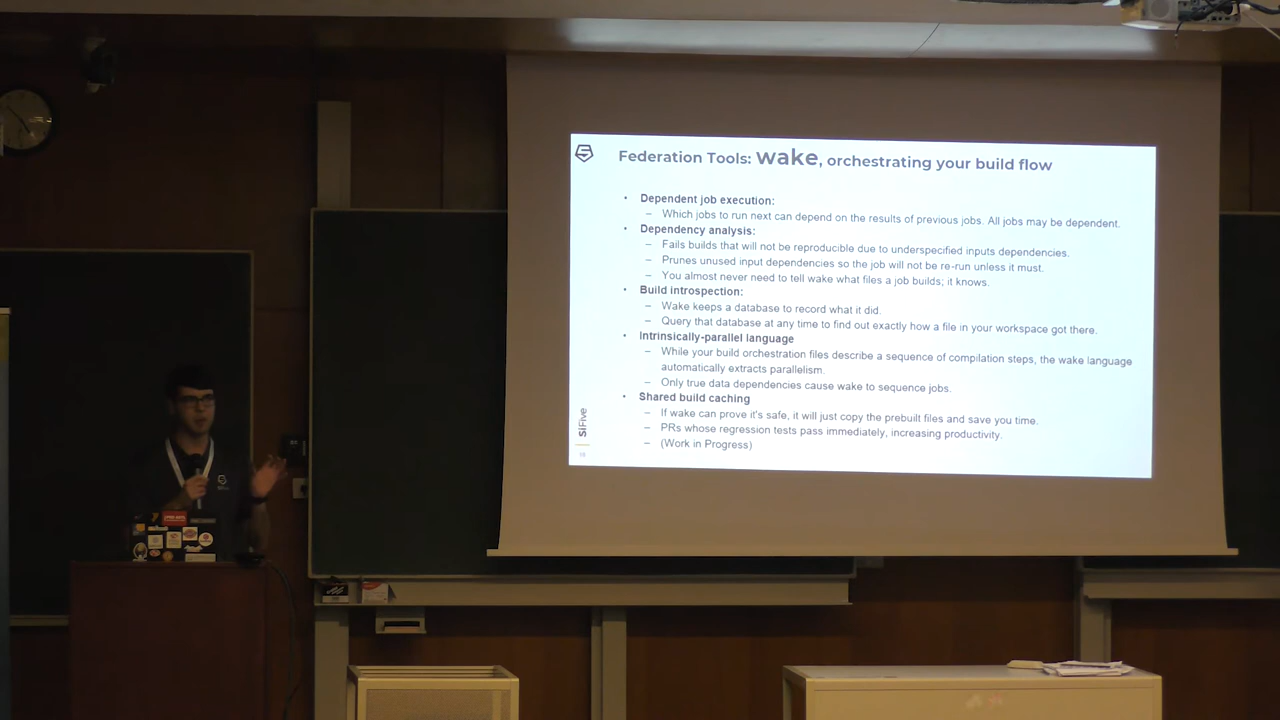 Federation Tools: wake, orchestrating your build flow
• Dependent job execution:
– Which jobs to run next can depend on the results of previous jobs. All jobs may be dependent.
• Dependency analysis:
– Fails builds that will not be reproducible due to underspecified inputs dependencies.
– Prunes unused input dependencies so the job will not be re-run unless it must.
– You almost never need to tell wake what files a job builds; it knows.
• Build introspection:
– Wake keeps a database to record what it did.
– Query that database at any time to find out exactly how a file in your workspace got there.
• Intrinsically-parallel language
– While your build orchestration files describe a sequence of compilation steps, the wake language
automatically extracts parallelism.
– Only true data dependencies cause wake to sequence jobs.
• Shared build caching
– If wake can prove it's safe, it will just copy the prebuilt files and save you time.
– PRs whose regression tests pass immediately, increasing productivity.
– (Work in Progress)
SiFive